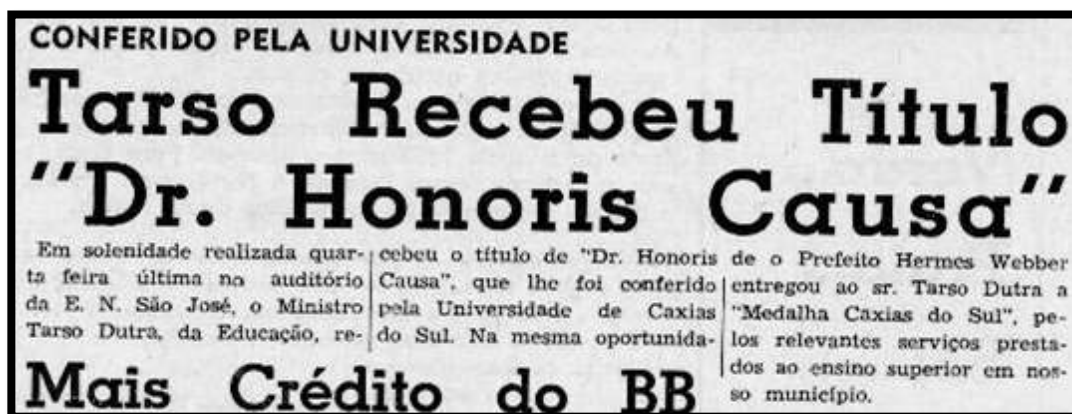 CONFERIDO PELA UNIVERSIDADE
Tarso Recebeu Título
"Dr. Honoris Causa"
Em solenidade realizada quar-
ta feira última no auditório
da E. N. São José, o Ministro
Tarso Dutra, da Educação, re-
cebeu o título de "Dr. Honoris
Causa", que lhe foi conferido
pela Universidade de Caxias
do Sul. Na mesma oportunida-
de o Prefeito Hermes Webber
entregou ao sr. Tarso Dutra a
"Medalha Caxias do Sul", pe-
los relevantes serviços presta-
dos ao ensino superior em nos-
so município.
Mais Crédito do BB